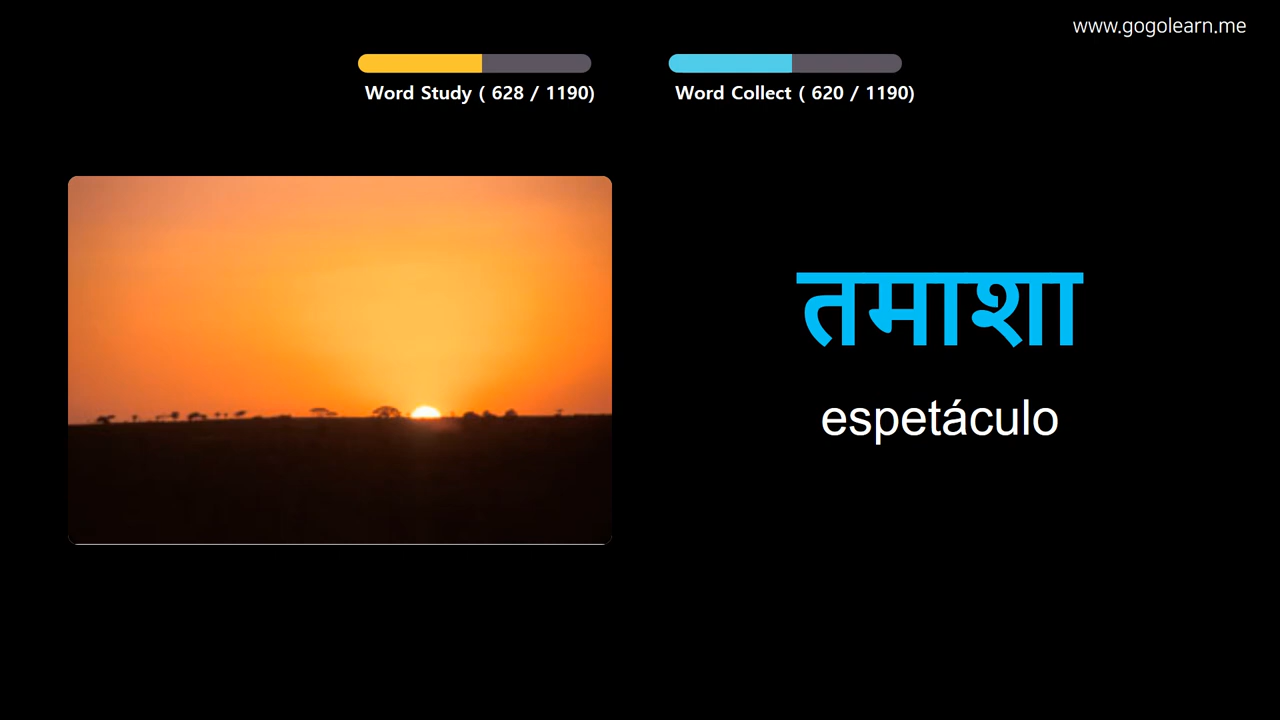 www.gogolearn.me
Word Study ( 628 / 1190)
Word Collect ( 620 / 1190)
तमाशा
espetáculo